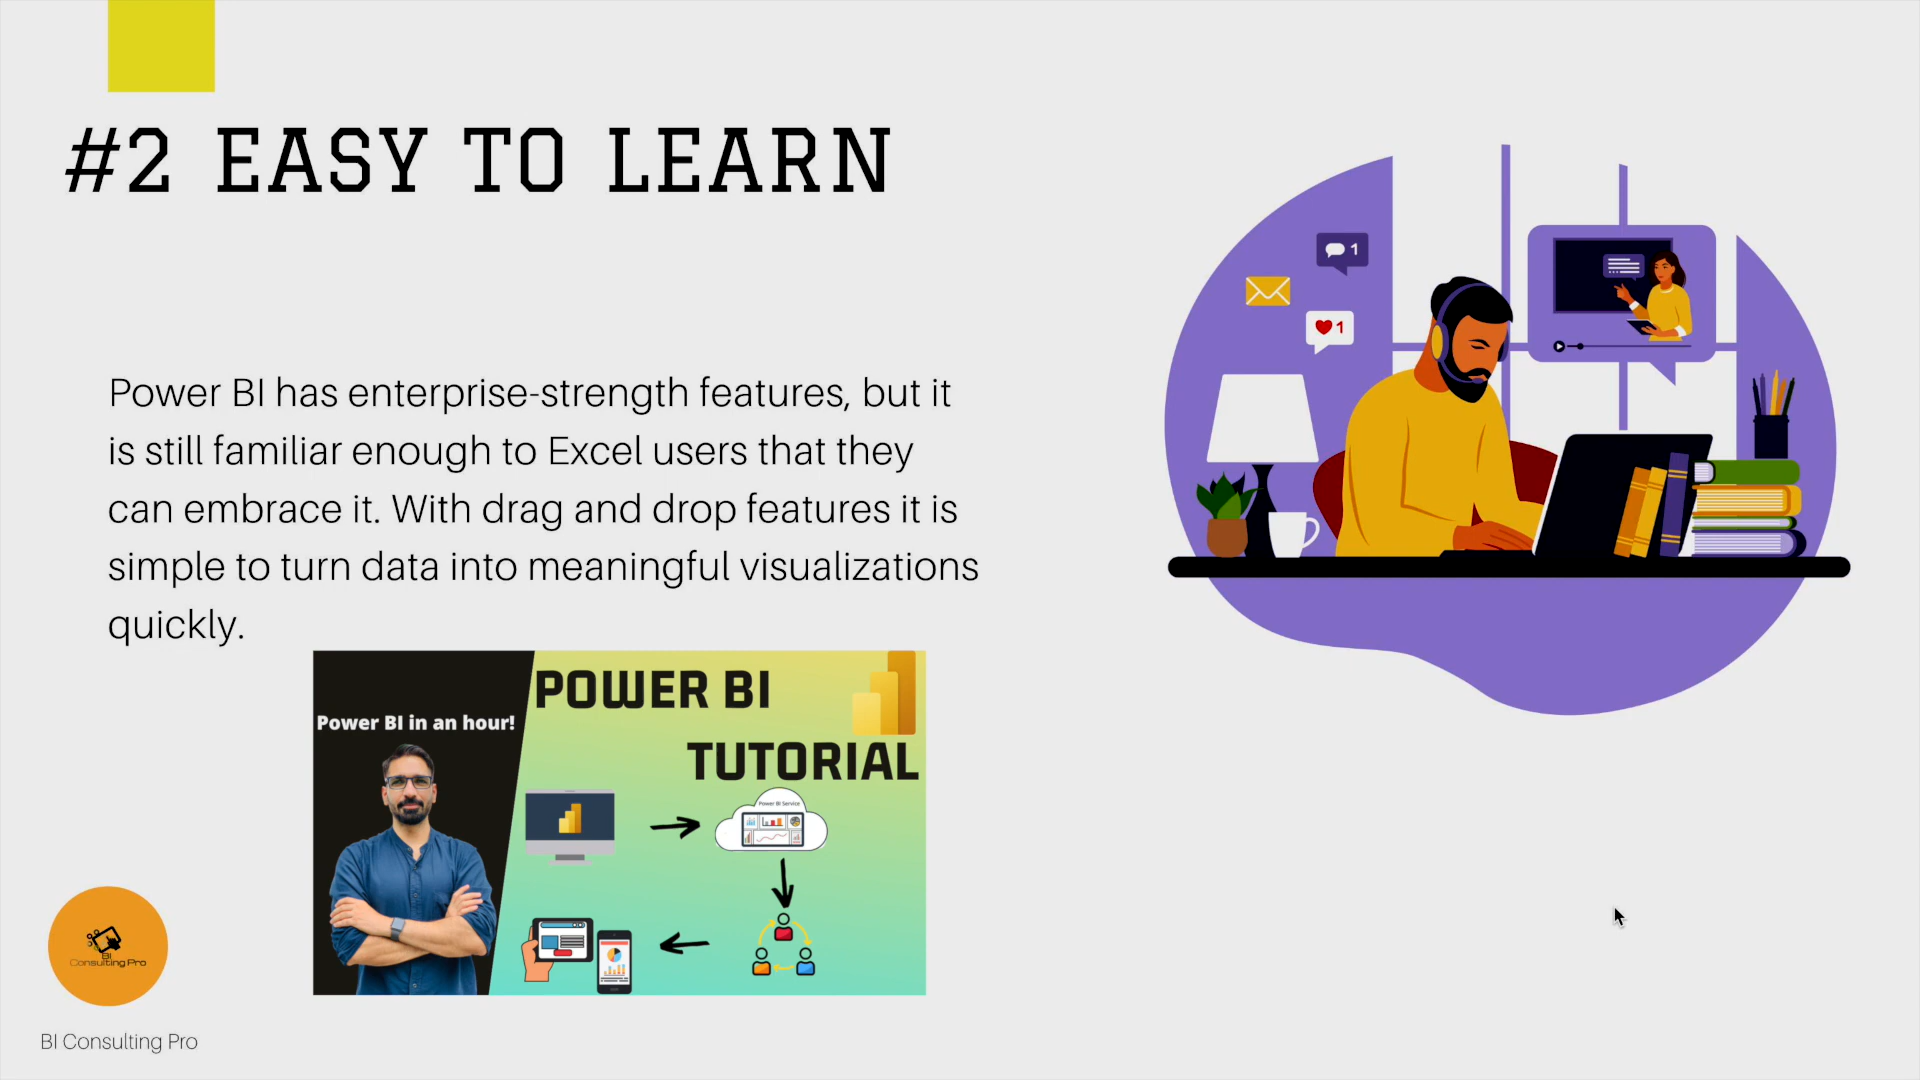 #2 EASY TO LEARN
1
1
Power BI has enterprise-strength features, but it
is still familiar enough to Excel users that they
can embrace it. With drag and drop features it is
simple to turn data into meaningful visualizations
quickly.
Power BI in an hour!
POWER BI
TUTORIAL
Power BI Service
BI
Consulting Pro
BI Consulting Pro